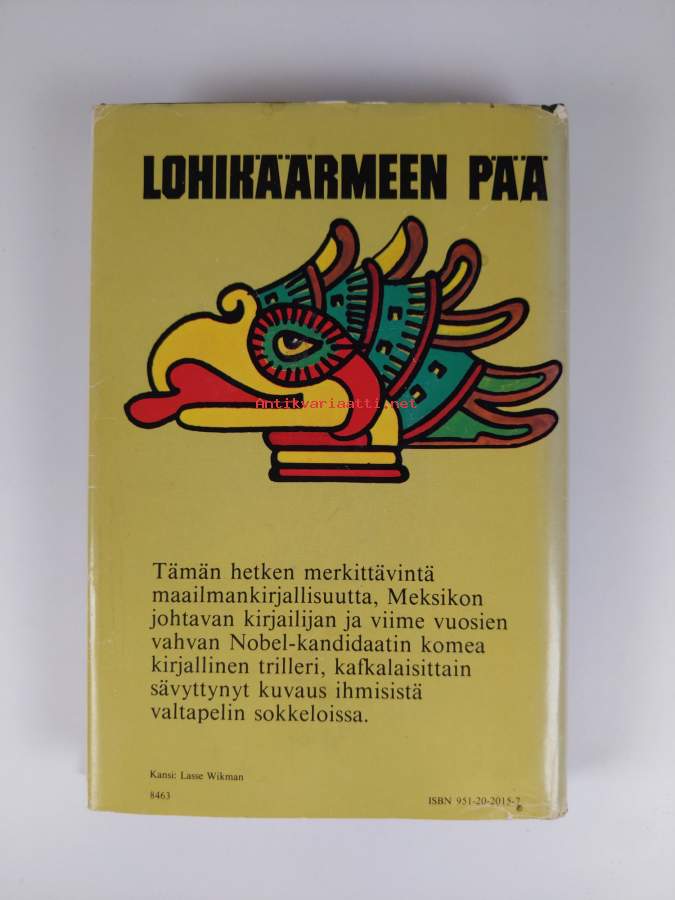 LOHIKÄÄRMEEN PÄÄ
Antikvariaatti.net
Tämän hetken merkittävintä
maailmankirjallisuutta, Meksikon
johtavan kirjailijan ja viime vuosien
vahvan Nobel-kandidaatin komea
kirjallinen trilleri, kafkalaisittain
sävyttynyt kuvaus ihmisistä
valtapelin sokkeloissa.
Kansi: Lasse Wikman
8463
ISBN 951-20-2015-7